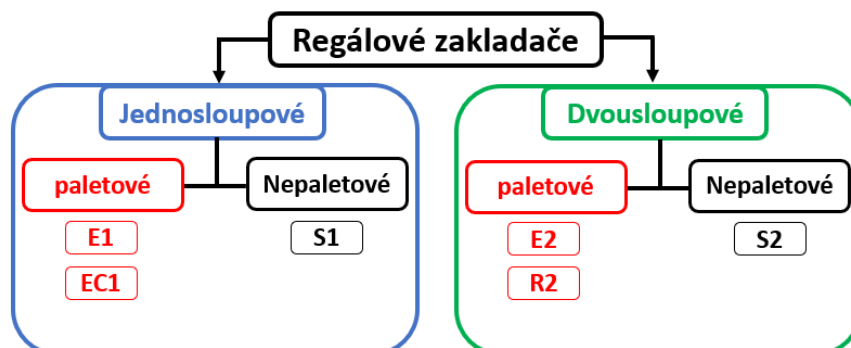 Regálové zakladače
Jednosloupové
paletové
Nepaletové
E1
S1
EC1
Dvousloupové
paletové
Nepaletové
E2
S2
R2